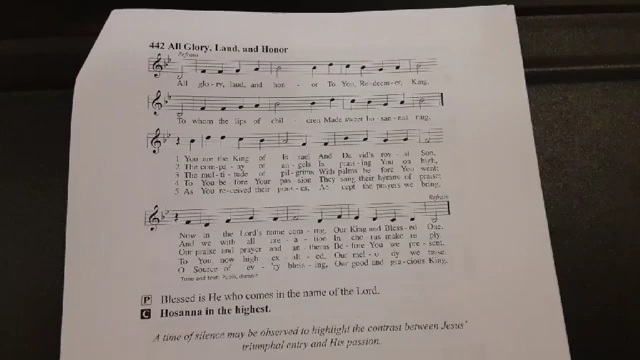 442 All Glory, Laud, and Honor
Refrain
All glo - ry, laud, and hon - or To You, Re-deem-er, King,
To whom the lips of chil - dren Made sweet ho - san-nas ring.
1 You are the King of Is rael And Da vid's roy - al Son,
2 The com - pa - ny of an - gels Is prais - ing You on high,
3 The mul - ti - tude of pil - grims With palms be fore You went;
4 To You be fore Your pas - sion They sang their hymns of praise;
5 As You received their prais - es, Ac cept the prayers we bring,
Refrain
Now in the Lord's name com - ing, Our King and Bless - ed One.
And we with all cre - a - tion In cho - rus make re ply.
Our praise and prayer and an thems Be - fore You we pre - sent.
To You, now high - ex - alt - ed, Our mel - o dy we raise.
O Source of ev - 'ry bless - ing, Our good and gra-cious King.
Text and tune: Public domain
P Blessed is He who comes in the name of the Lord.
C Hosanna in the highest.
A time of silence may be observed to highlight the contrast between Jesus'
triumphal entry and His passion.